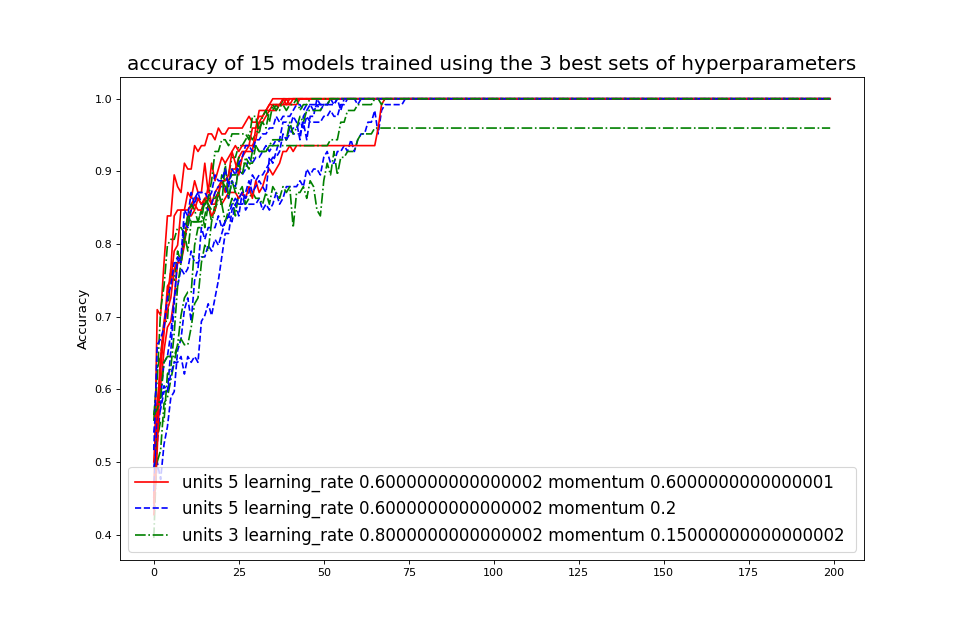 accuracy of 15 models trained using the 3 best sets of hyperparameters
1.0
0.9
0.8
0.7
0.6
0.5
0.4
Accuracy
units 5 learning_rate 0.6000000000000002 momentum 0.6000000000000001
units 5 learning_rate 0.6000000000000002 momentum 0.2
units 3 learning_rate 0.8000000000000002 momentum 0.15000000000000002
0 25 50 75 100 125 150 175 200